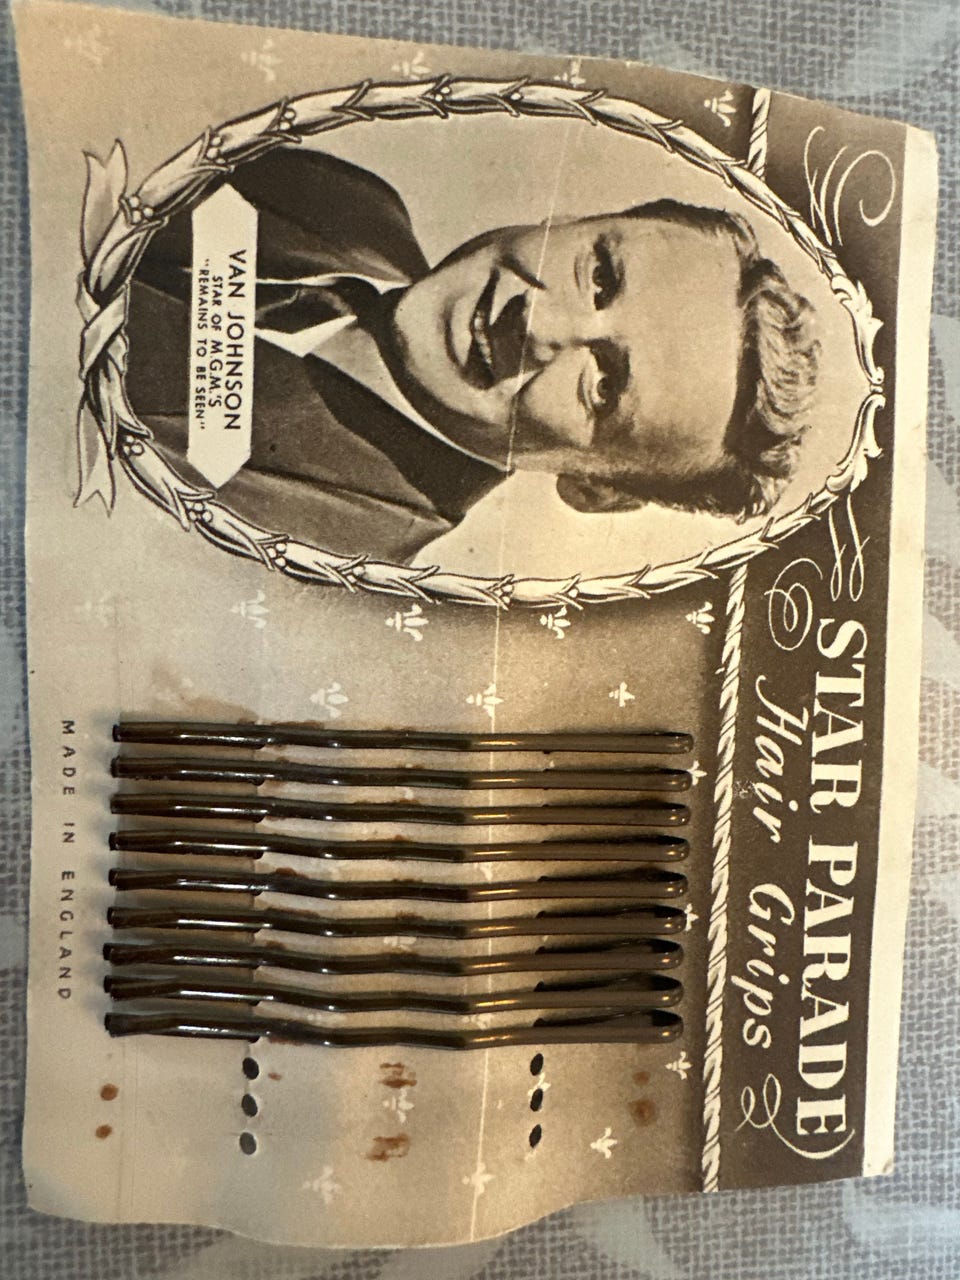 STAR PARADE
Hair Grips
VAN JOHNSON
STAR OF M.G.M.'S
"REMAINS TO BE SEEN"
MADE IN ENGLAND